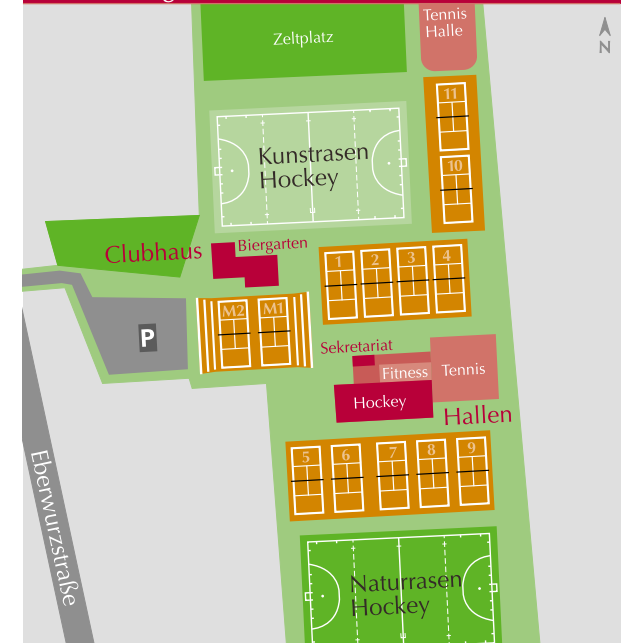 Zeltplatz
Tennis
Halle
N
11
Kunstrasen
Hockey
10
Clubhaus
Biergarten
1
2
3
4
M2
M1
P
Sekretariat
Fitness
Tennis
Hockey
Hallen
5
6
7
8
9
Eberwurzstraße
Naturrasen
Hockey